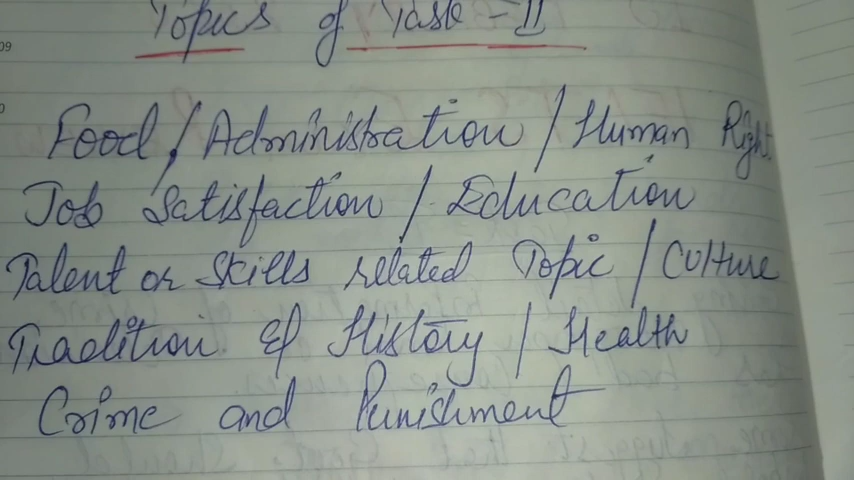 Topics of Task - II
Food / Administration / Human Right
Job Satisfaction / Education
Talent or Skills related Topic / Culture
Tradition & History / Health
Crime and Punishment